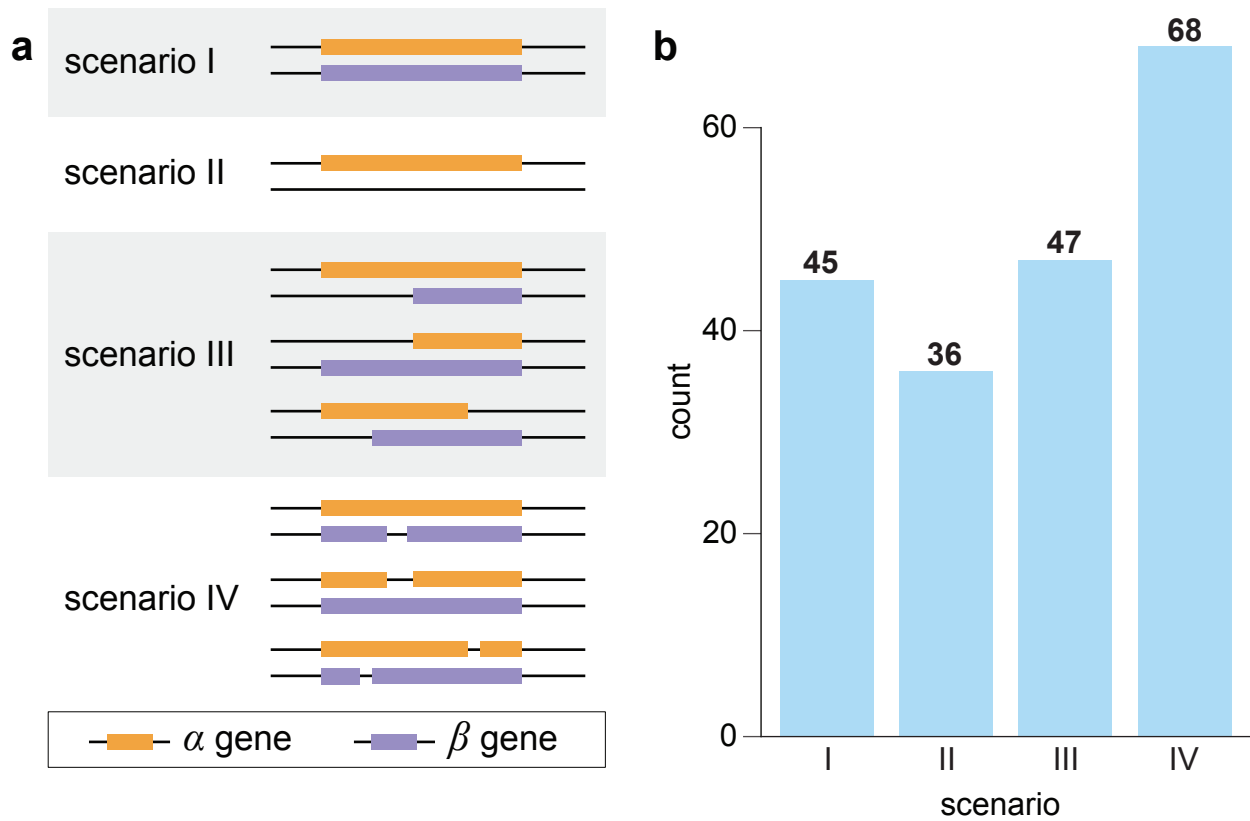 a
scenario I
scenario II
scenario III
scenario IV
α gene
β gene
b
count
60
40
20
0
45
36
47
68
I
II
III
IV
scenario